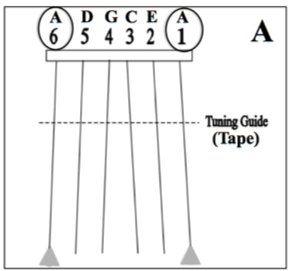 A D G C E A
6 5 4 3 2 1
A
Tuning Guide
(Tape)